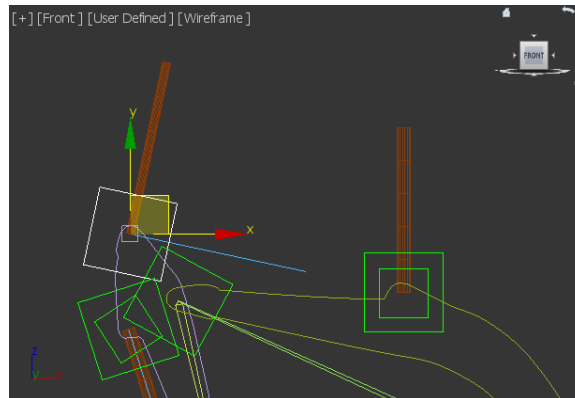 [+] [Front] [User Defined] [Wireframe]
FRONT
y
x
z
y
x